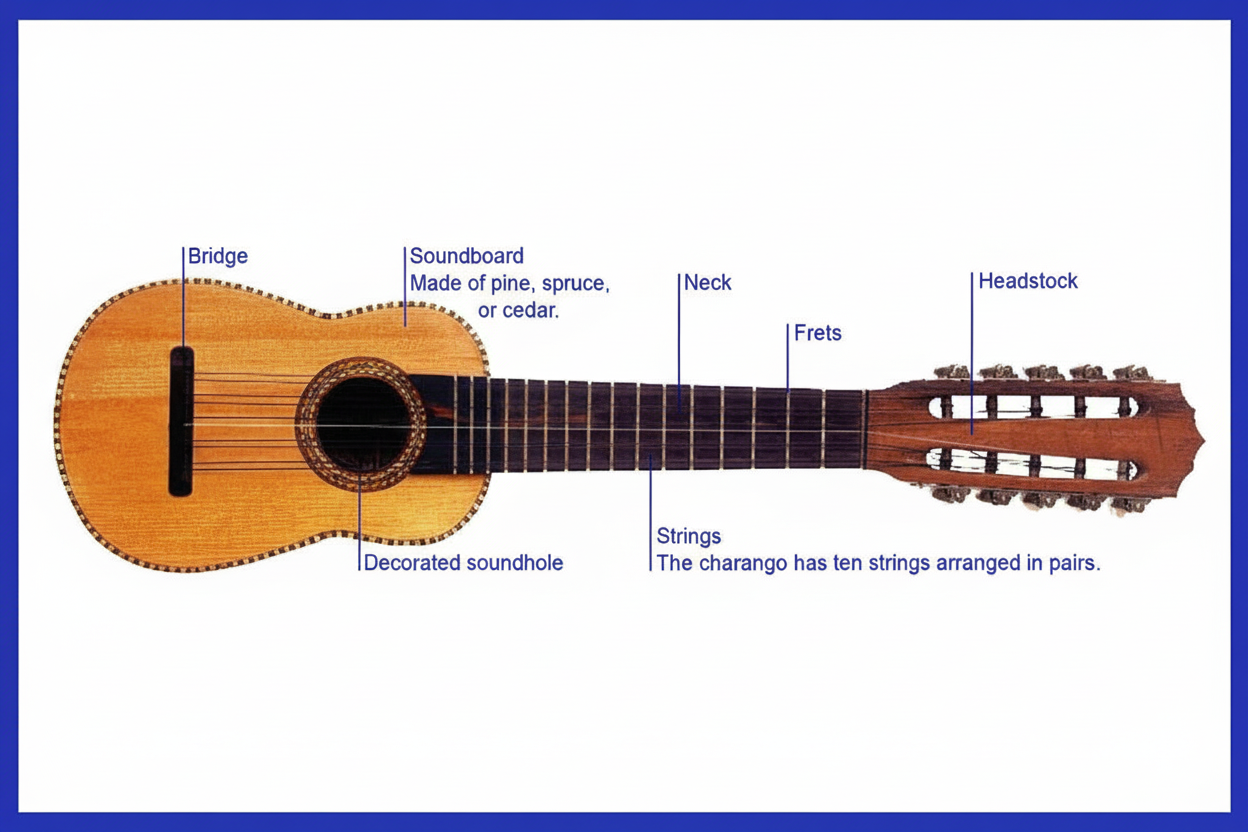 Bridge
Soundboard
Made of pine, spruce,
or cedar.
Neck
Headstock
Frets
Decorated soundhole
Strings
The charango has ten strings arranged in pairs.